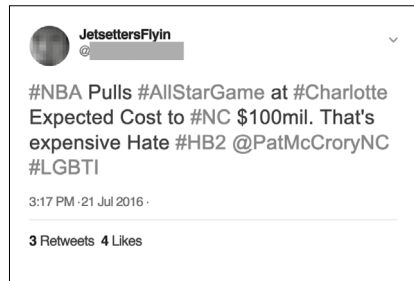 JetsettersFlyin
@
#NBA Pulls #AllStarGame at #Charlotte
Expected Cost to #NC $100mil. That's
expensive Hate #HB2 @PatMcCroryNC
#LGBTI
3:17 PM · 21 Jul 2016 ·
3 Retweets 4 Likes